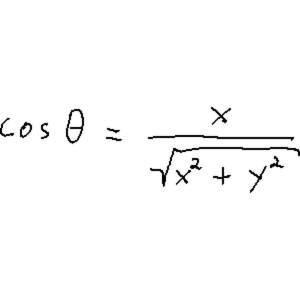 cos θ = x / √(x² + y²)